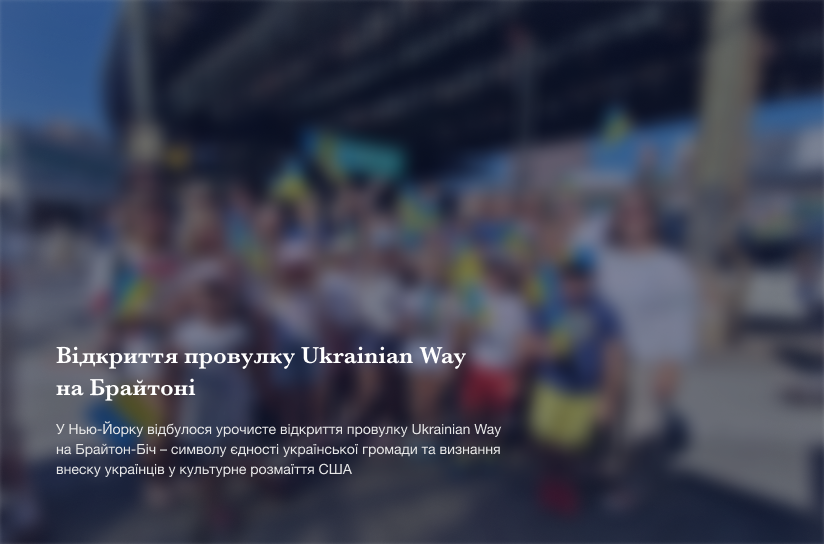 Відкриття провулку Ukrainian Way
на Брайтоні
У Нью-Йорку відбулося урочисте відкриття провулку Ukrainian Way
на Брайтон-Біч – символу єдності української громади та визнання
внеску українців у культурне розмаїття США